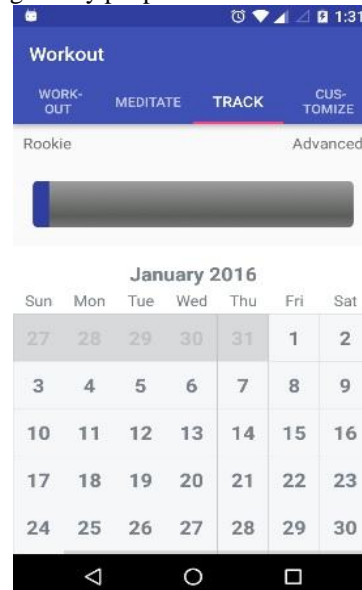 1:31
Workout
WORK-
OUT
MEDITATE
TRACK
CUS-
TOMIZE
Rookie Advanced
January 2016
Sun Mon Tue Wed Thu Fri Sat
27 28 29 30 31 1 2
3 4 5 6 7 8 9
10 11 12 13 14 15 16
17 18 19 20 21 22 23
24 25 26 27 28 29 30